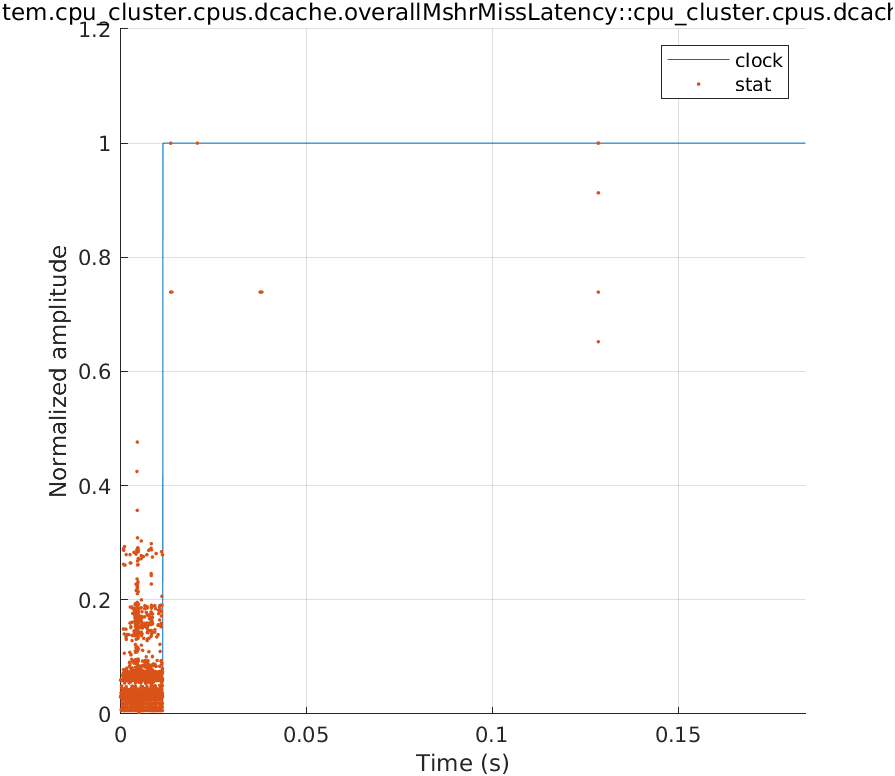 tem.cpu_cluster.cpus.dcache.overallMshrMissLatency::cpu_cluster.cpus.dcach
1.2
clock
stat
1
0.8
0.6
0.4
0.2
0
Normalized amplitude
0
0.05
0.1
0.15
Time (s)